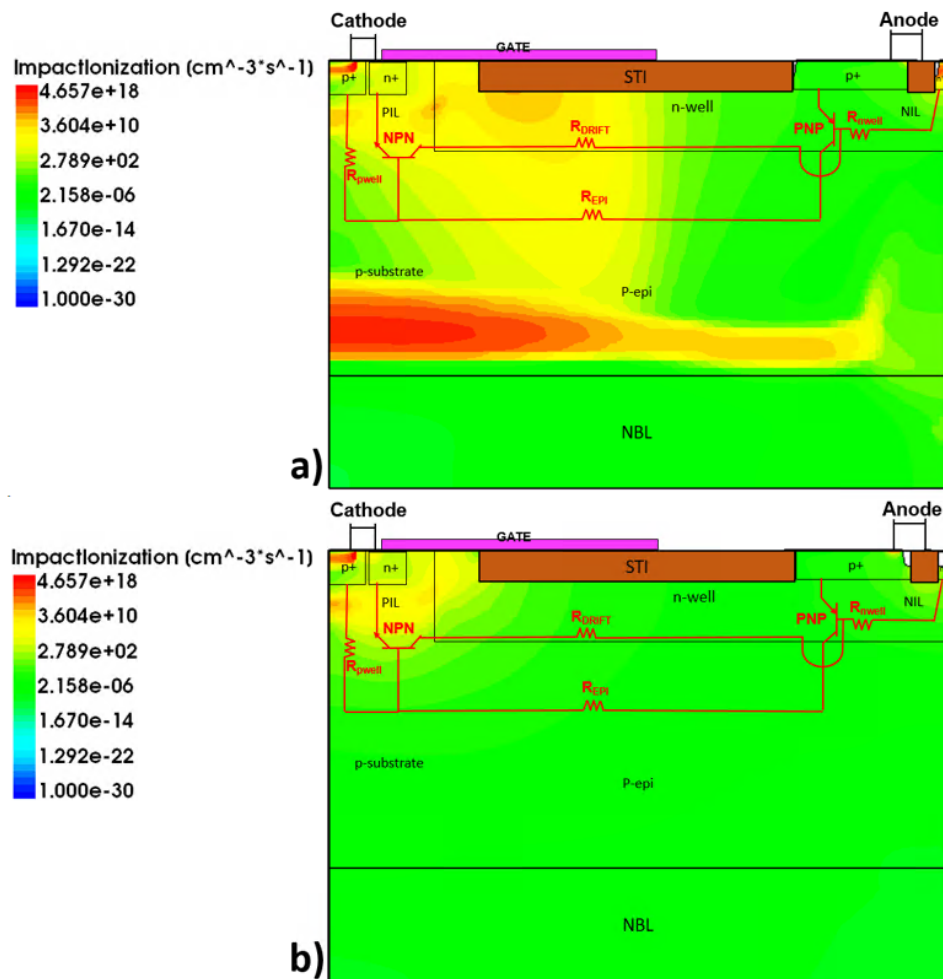 Cathode
Anode
GATE
ImpactIonization (cm^-3*s^-1)
4.657e+18
3.604e+10
2.789e+02
2.158e-06
1.670e-14
1.292e-22
1.000e-30
p+
n+
STI
p+
PIL
n-well
NIL
NPN
RDRIFT
PNP
Rnwell
Rpwell
REPI
p-substrate
P-epi
NBL
a)
Cathode
Anode
GATE
ImpactIonization (cm^-3*s^-1)
4.657e+18
3.604e+10
2.789e+02
2.158e-06
1.670e-14
1.292e-22
1.000e-30
p+
n+
STI
p+
PIL
n-well
NIL
NPN
RDRIFT
PNP
Rnwell
Rpwell
REPI
p-substrate
P-epi
NBL
b)